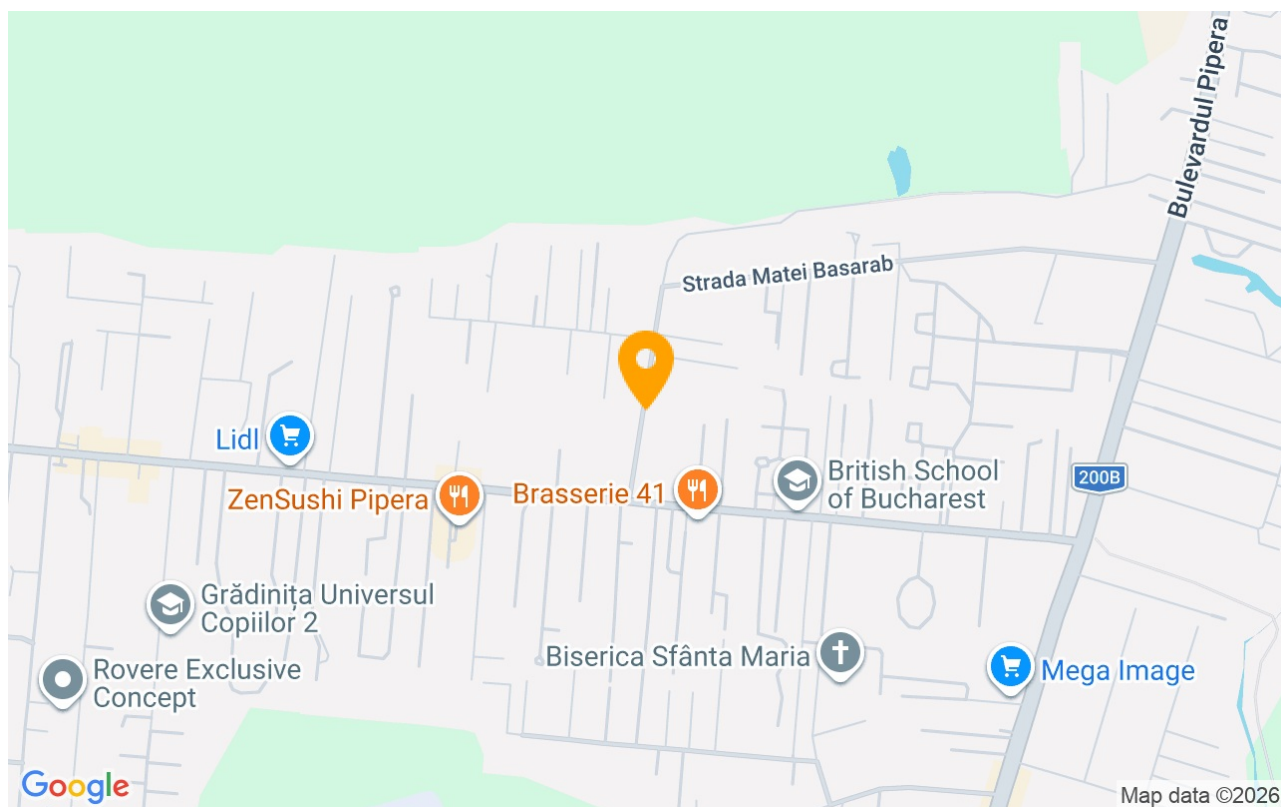 Bulevardul Pipera
Strada Matei Basarab
Lidl
ZenSushi Pipera
Brasserie 41
British School
of Bucharest
200B
Grădinița Universul
Copiilor 2
Rovere Exclusive
Concept
Biserica Sfânta Maria
Mega Image
Google
Map data ©2026